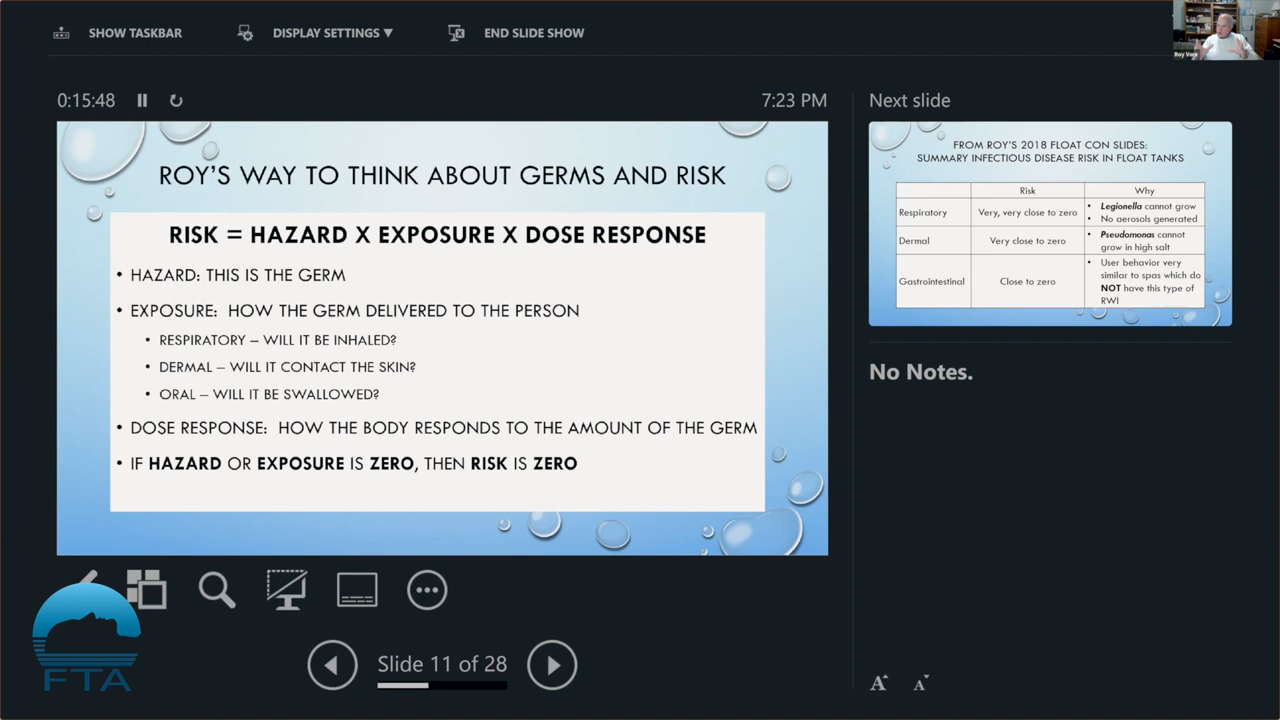 SHOW TASKBAR
DISPLAY SETTINGS ▼
END SLIDE SHOW
Roy Vore
0:15:48
7:23 PM
ROY'S WAY TO THINK ABOUT GERMS AND RISK
RISK = HAZARD X EXPOSURE X DOSE RESPONSE
• HAZARD: THIS IS THE GERM
• EXPOSURE: HOW THE GERM DELIVERED TO THE PERSON
• RESPIRATORY – WILL IT BE INHALED?
• DERMAL – WILL IT CONTACT THE SKIN?
• ORAL – WILL IT BE SWALLOWED?
• DOSE RESPONSE: HOW THE BODY RESPONDS TO THE AMOUNT OF THE GERM
• IF HAZARD OR EXPOSURE IS ZERO, THEN RISK IS ZERO
Next slide
FROM ROY'S 2018 FLOAT CON SLIDES:
SUMMARY INFECTIOUS DISEASE RISK IN FLOAT TANKS
Risk
Why
Respiratory
Very, very close to zero
• Legionella cannot grow
• No aerosols generated
Dermal
Very close to zero
• Pseudomonas cannot
grow in high salt
Gastrointestinal
Close to zero
• User behavior very
similar to spas which do
NOT have this type of
RWI
No Notes.
Slide 11 of 28
FTA
A A